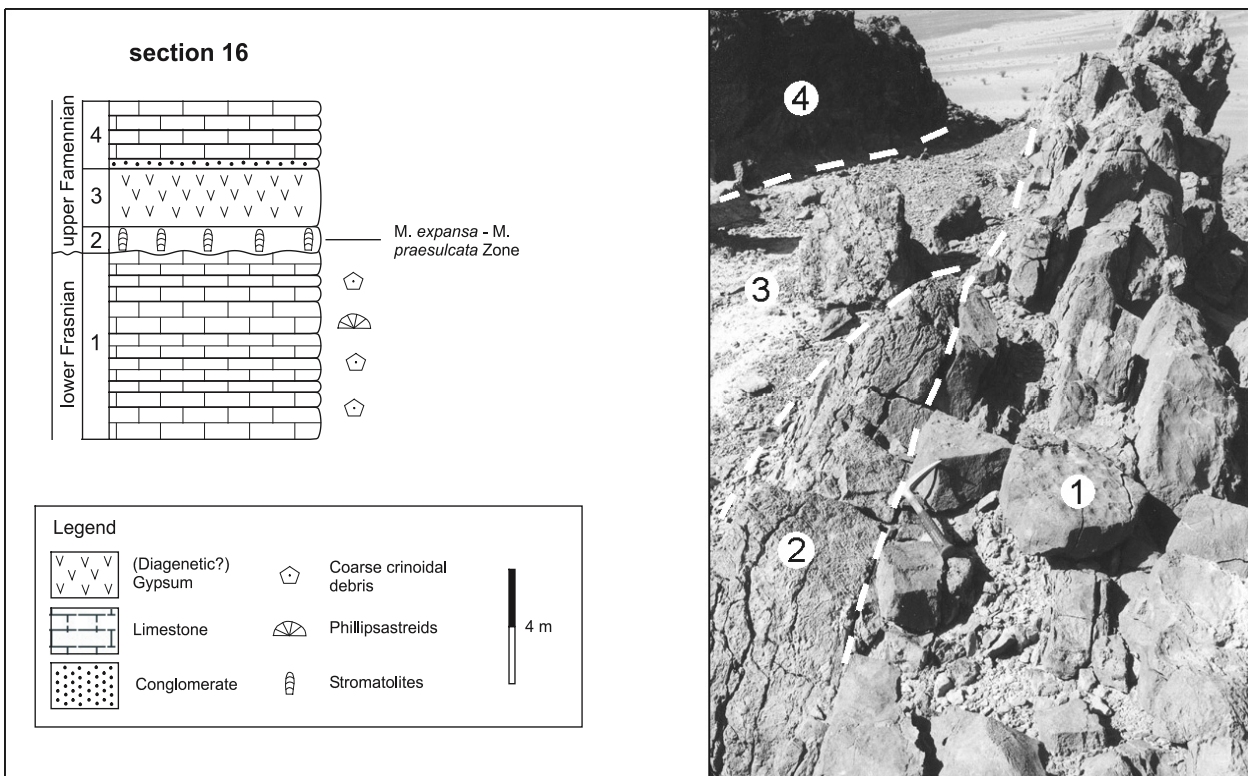 section 16
upper Famennian
lower Frasnian
4
3
2
1
M. expansa - M.
praesulcata Zone
Legend
(Diagenetic?)
Gypsum
Limestone
Conglomerate
Coarse crinoidal
debris
Phillipsastreids
Stromatolites
4 m
4
3
2
1